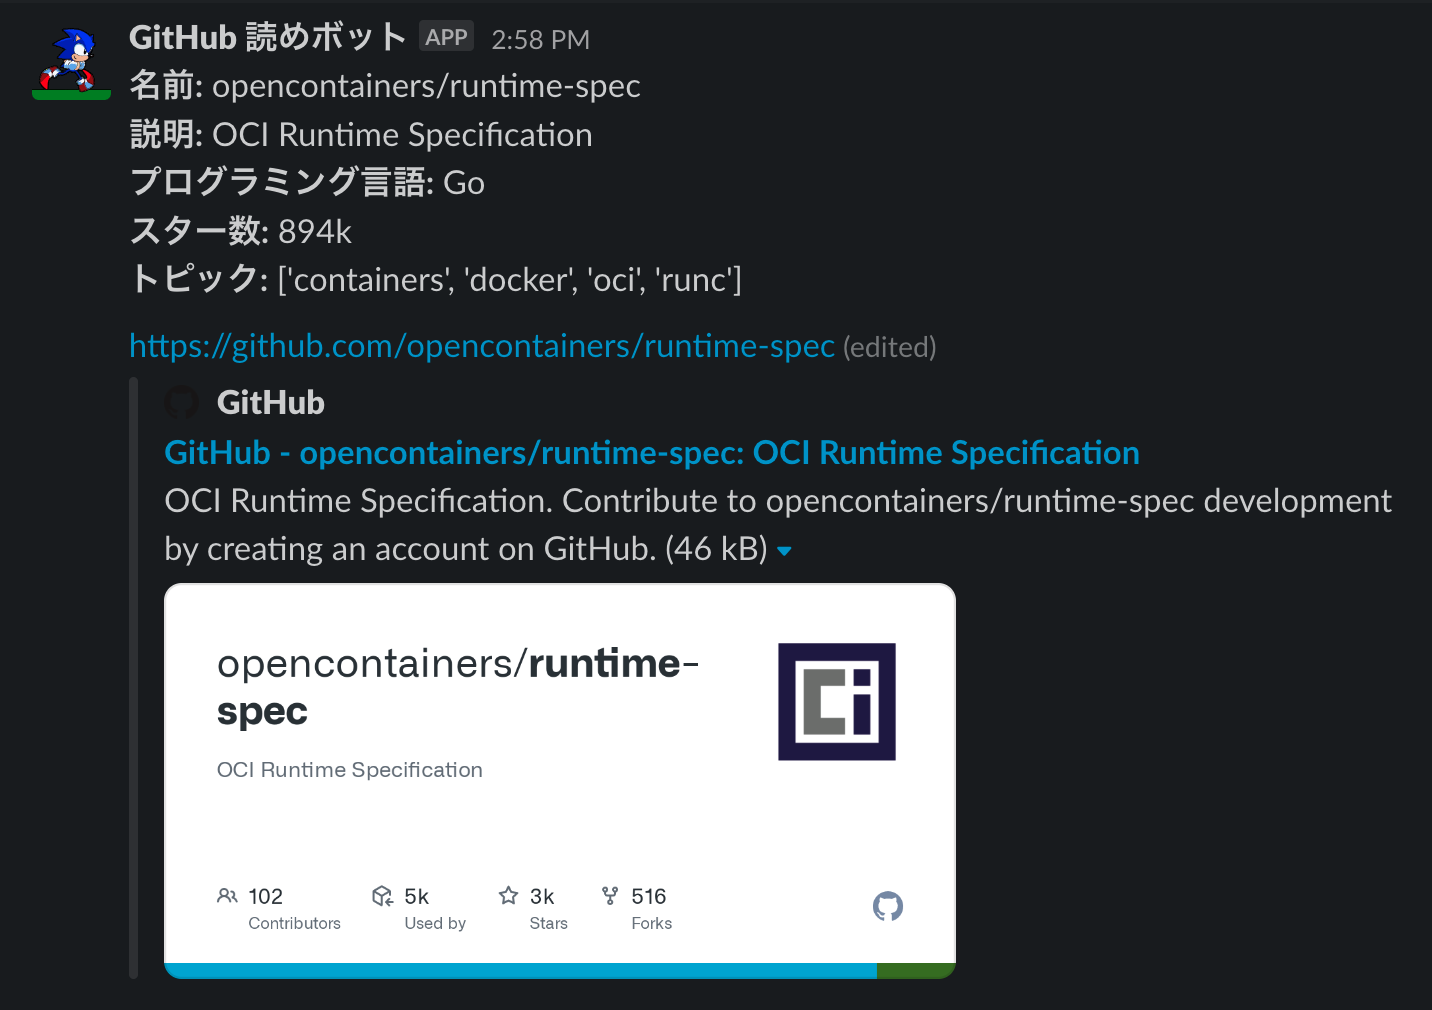 GitHub 読めボット APP 2:58 PM
名前: opencontainers/runtime-spec
説明: OCI Runtime Specification
プログラミング言語: Go
スター数: 894k
トピック: ['containers', 'docker', 'oci', 'runc']
https://github.com/opencontainers/runtime-spec (edited)
GitHub
GitHub - opencontainers/runtime-spec: OCI Runtime Specification
OCI Runtime Specification. Contribute to opencontainers/runtime-spec development
by creating an account on GitHub. (46 kB)
opencontainers/runtime-
spec
OCI Runtime Specification
102 5k 3k 516
Contributors Used by Stars Forks